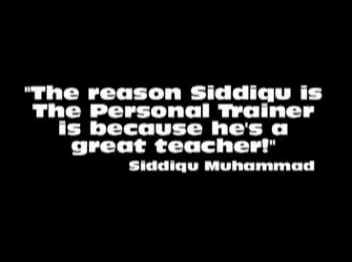 "The reason Siddiqu is
The Personal Trainer
is because he's a
great teacher!"
Siddiqu Muhammad